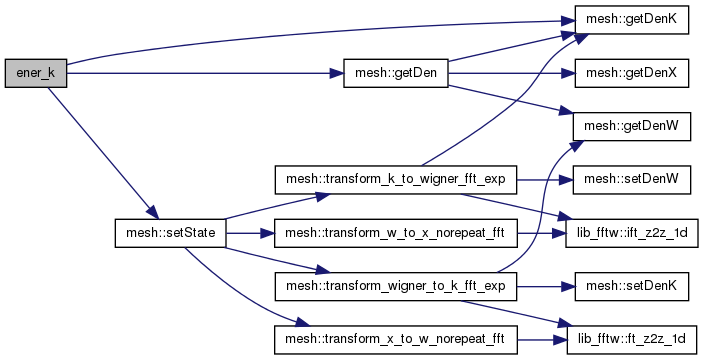 ener_k
mesh::getDen
mesh::setState
mesh::getDenK
mesh::getDenX
mesh::getDenW
mesh::transform_k_to_wigner_fft_exp
mesh::setDenW
mesh::transform_w_to_x_norepeat_fft
lib_fftw::ift_z2z_1d
mesh::transform_wigner_to_k_fft_exp
mesh::setDenK
mesh::transform_x_to_w_norepeat_fft
lib_fftw::ft_z2z_1d